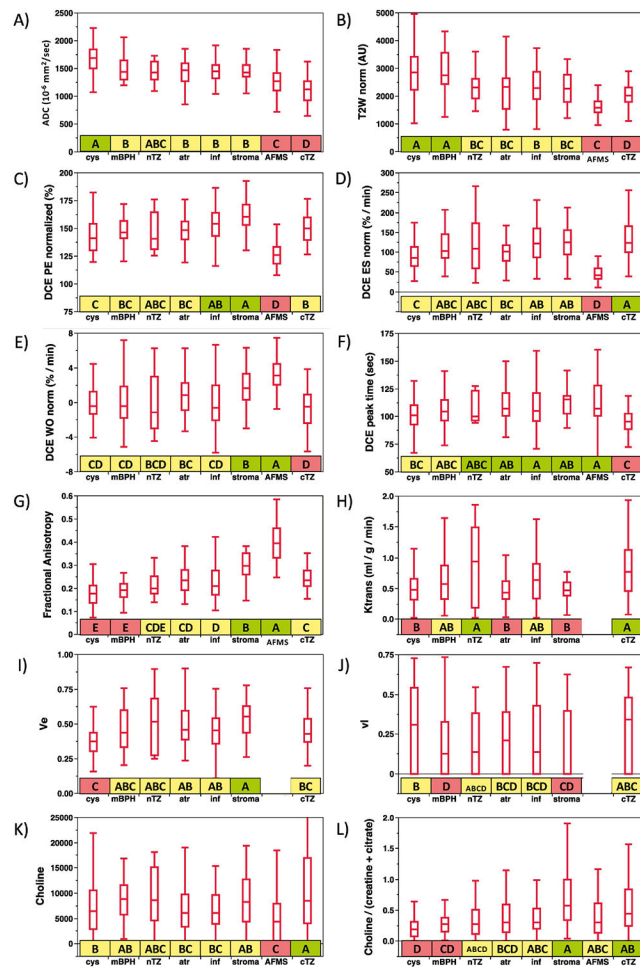 A)
ADC (10⁻⁶ mm²/sec)
2500
2000
1500
1000
500
0
A B ABC B B B C D
cys mBPH nTZ atr inf stroma AFMS cTZ
B)
T2W norm (AU)
5000
4000
3000
2000
1000
0
A A BC BC B BC C D
cys mBPH nTZ atr inf stroma AFMS cTZ
C)
DCE PE normalized (%)
200
175
150
125
100
75
C BC ABC BC AB A D B
cys mBPH nTZ atr inf stroma AFMS cTZ
D)
DCE ES norm (% / min)
300
250
200
150
100
50
0
C ABC ABC BC AB AB D A
cys mBPH nTZ atr inf stroma AFMS cTZ
E)
DCE WO norm (% / min)
8
4
0
-4
-8
CD CD BCD BC CD B A D
cys mBPH nTZ atr inf stroma AFMS cTZ
F)
DCE peak time (sec)
175
150
125
100
75
50
BC ABC ABC AB A AB A C
cys mBPH nTZ atr inf stroma AFMS cTZ
G)
Fractional Anisotropy
0.6
0.5
0.4
0.3
0.2
0.1
0
E E CDE CD D B A C
cys mBPH nTZ atr inf stroma AFMS cTZ
H)
Ktrans (ml / g / min)
2.0
1.5
1.0
0.5
0.0
B AB A B AB B A
cys mBPH nTZ atr inf stroma cTZ
I)
Ve
1.00
0.75
0.50
0.25
0.00
C ABC ABC AB AB A BC
cys mBPH nTZ atr inf stroma cTZ
J)
vl
0.75
0.50
0.25
0
B D ABCD BCD BCD CD ABC
cys mBPH nTZ atr inf stroma cTZ
K)
Choline
25000
20000
15000
10000
5000
0
B AB ABC BC BC AB C A
cys mBPH nTZ atr inf stroma AFMS cTZ
L)
Choline / (creatine + citrate)
2.0
1.5
1.0
0.5
0.0
D CD ABCD BCD ABC A ABC AB
cys mBPH nTZ atr inf stroma AFMS cTZ